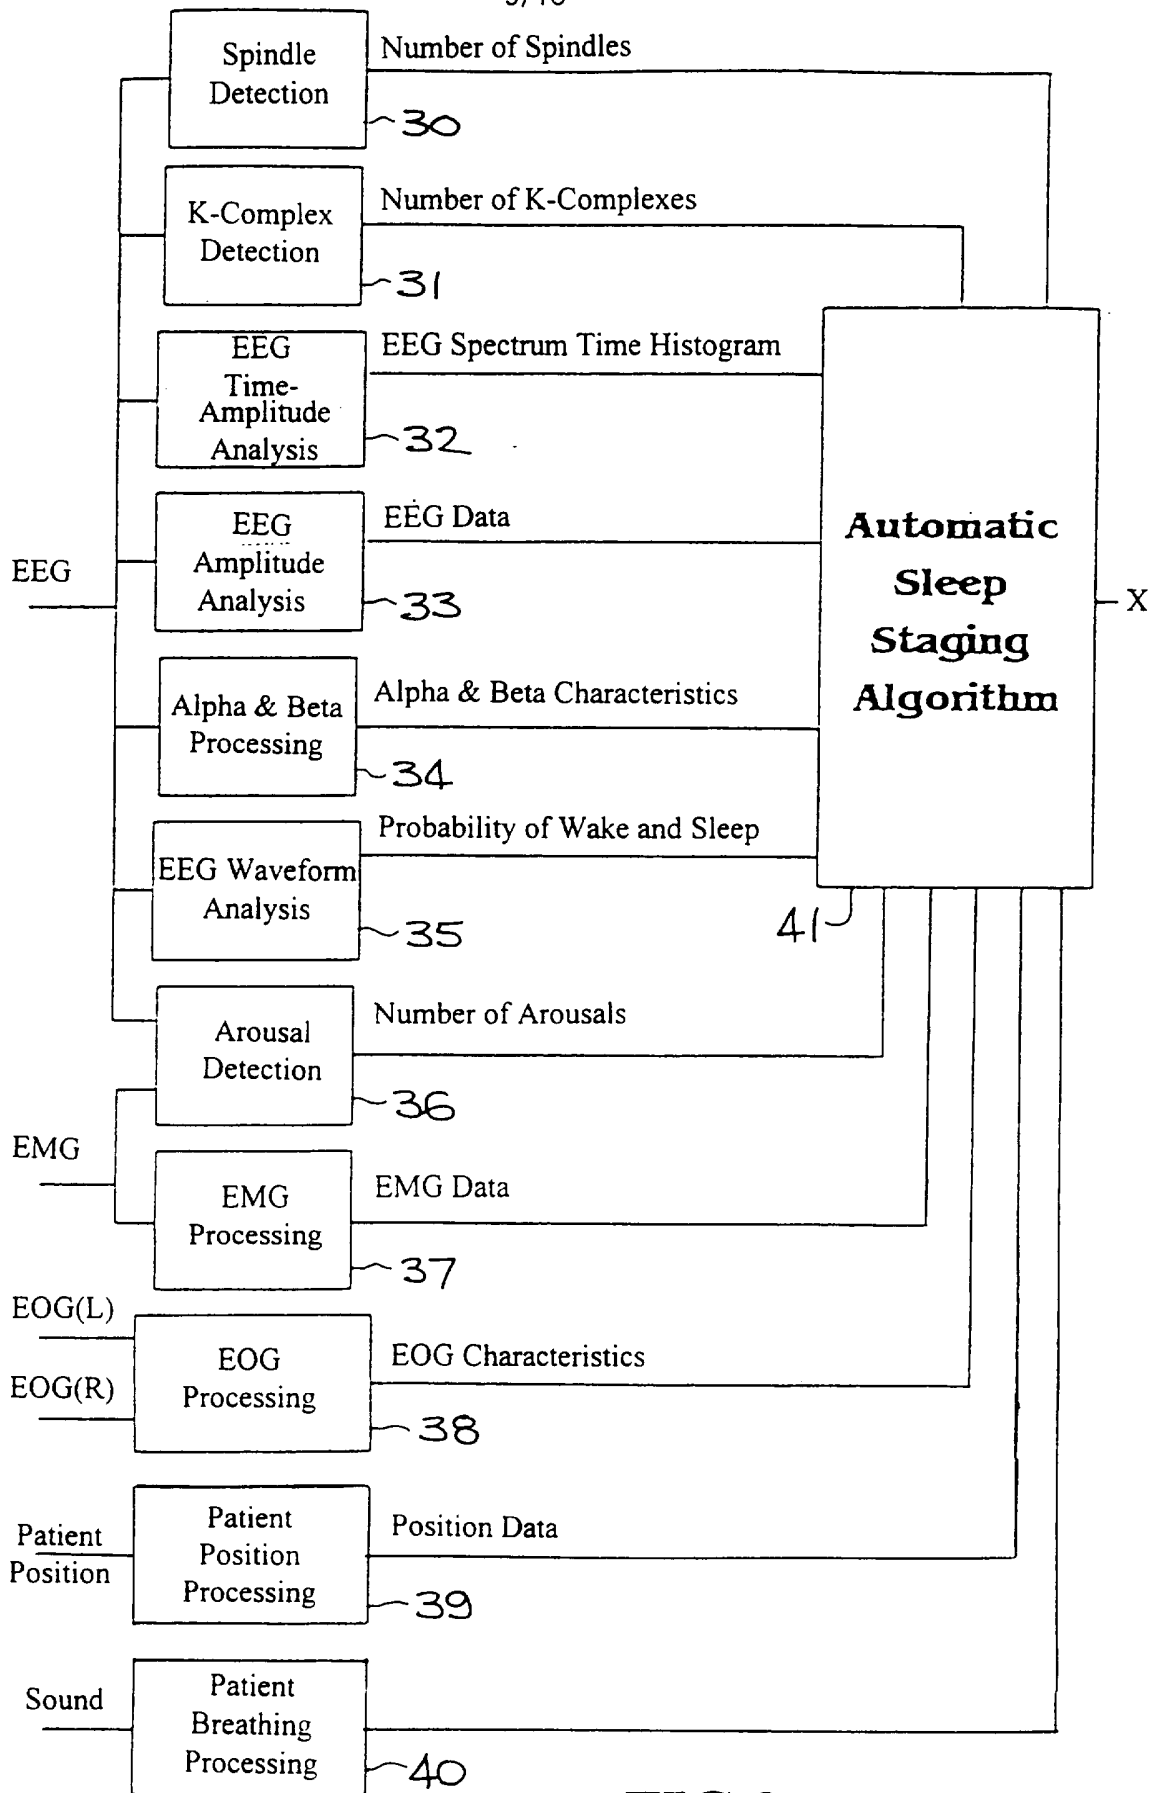 Spindle
Detection
Number of Spindles
30
K-Complex
Detection
Number of K-Complexes
31
EEG
Time-
Amplitude
Analysis
EEG Spectrum Time Histogram
32
EEG
Amplitude
Analysis
EEG Data
33
EEG
Alpha & Beta
Processing
Alpha & Beta Characteristics
34
EEG Waveform
Analysis
Probability of Wake and Sleep
35
Automatic
Sleep
Staging
Algorithm
X
41
Arousal
Detection
Number of Arousals
36
EMG
EMG
Processing
EMG Data
37
EOG(L)
EOG(R)
EOG
Processing
EOG Characteristics
38
Patient
Position
Patient
Position
Processing
Position Data
39
Sound
Patient
Breathing
Processing
40